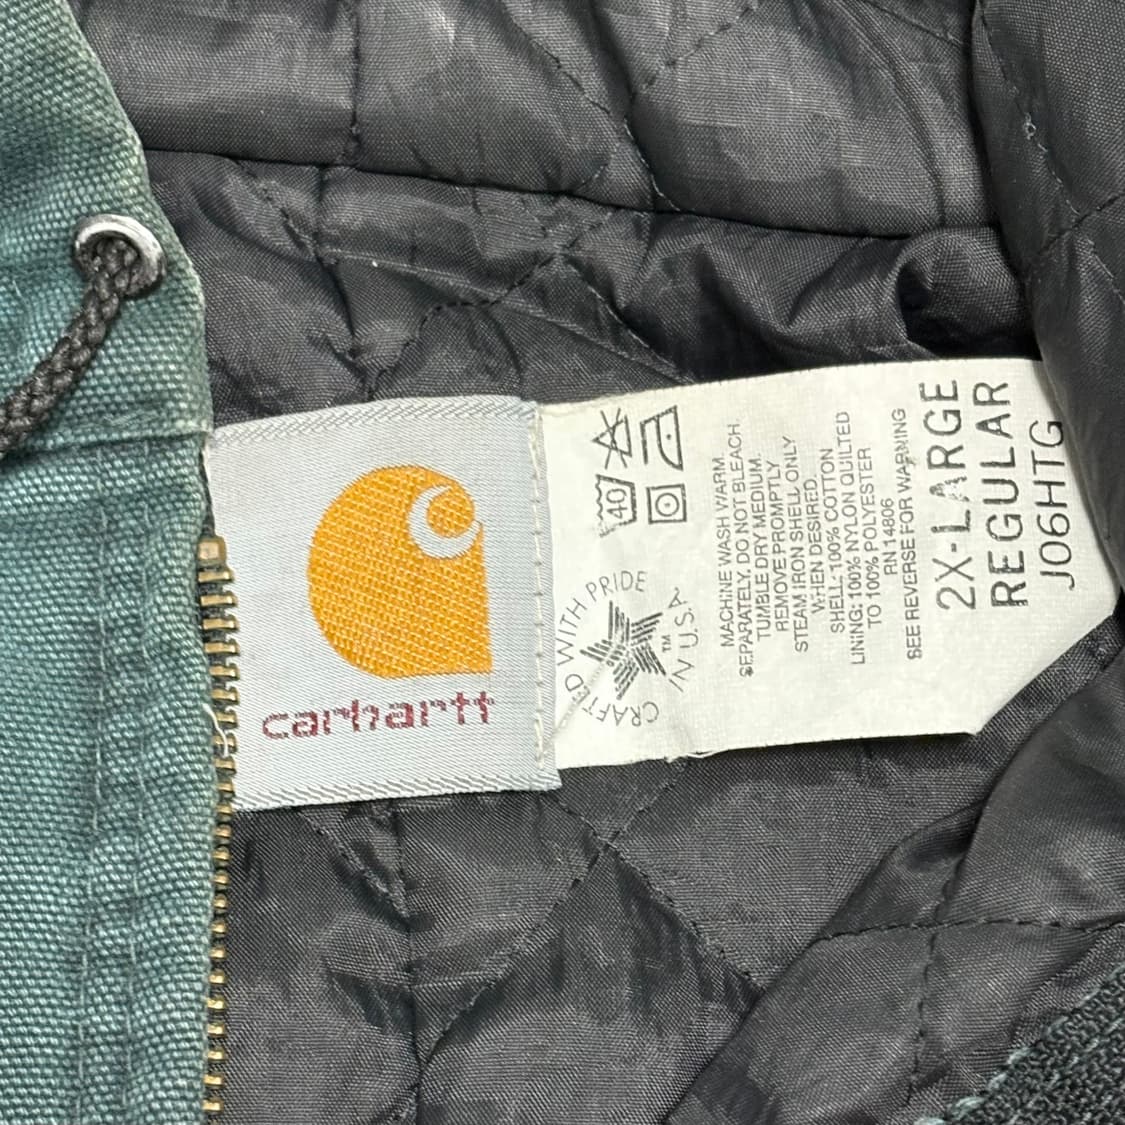 carhartt
40
CRAFTED WITH PRIDE
IN U.S.A.
TM
MACHINE WASH WARM.
SEPARATELY. DO NOT BLEACH.
TUMBLE DRY MEDIUM.
REMOVE PROMPTLY
STEAM IRON SHELL ONLY
WHEN DESIRED.
SHELL: 100% COTTON
LINING: 100% NYLON QUILTED
TO 100% POLYESTER
RN 14806
SEE REVERSE FOR WARNING
2X-LARGE
REGULAR
J06HTG